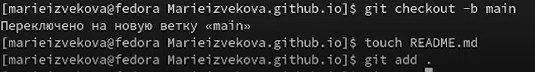 [marieizvekova@fedora Marieizvekova.github.io]$ git checkout -b main
Переключено на новую ветку «main»
[marieizvekova@fedora Marieizvekova.github.io]$ touch README.md
[marieizvekova@fedora Marieizvekova.github.io]$ git add .